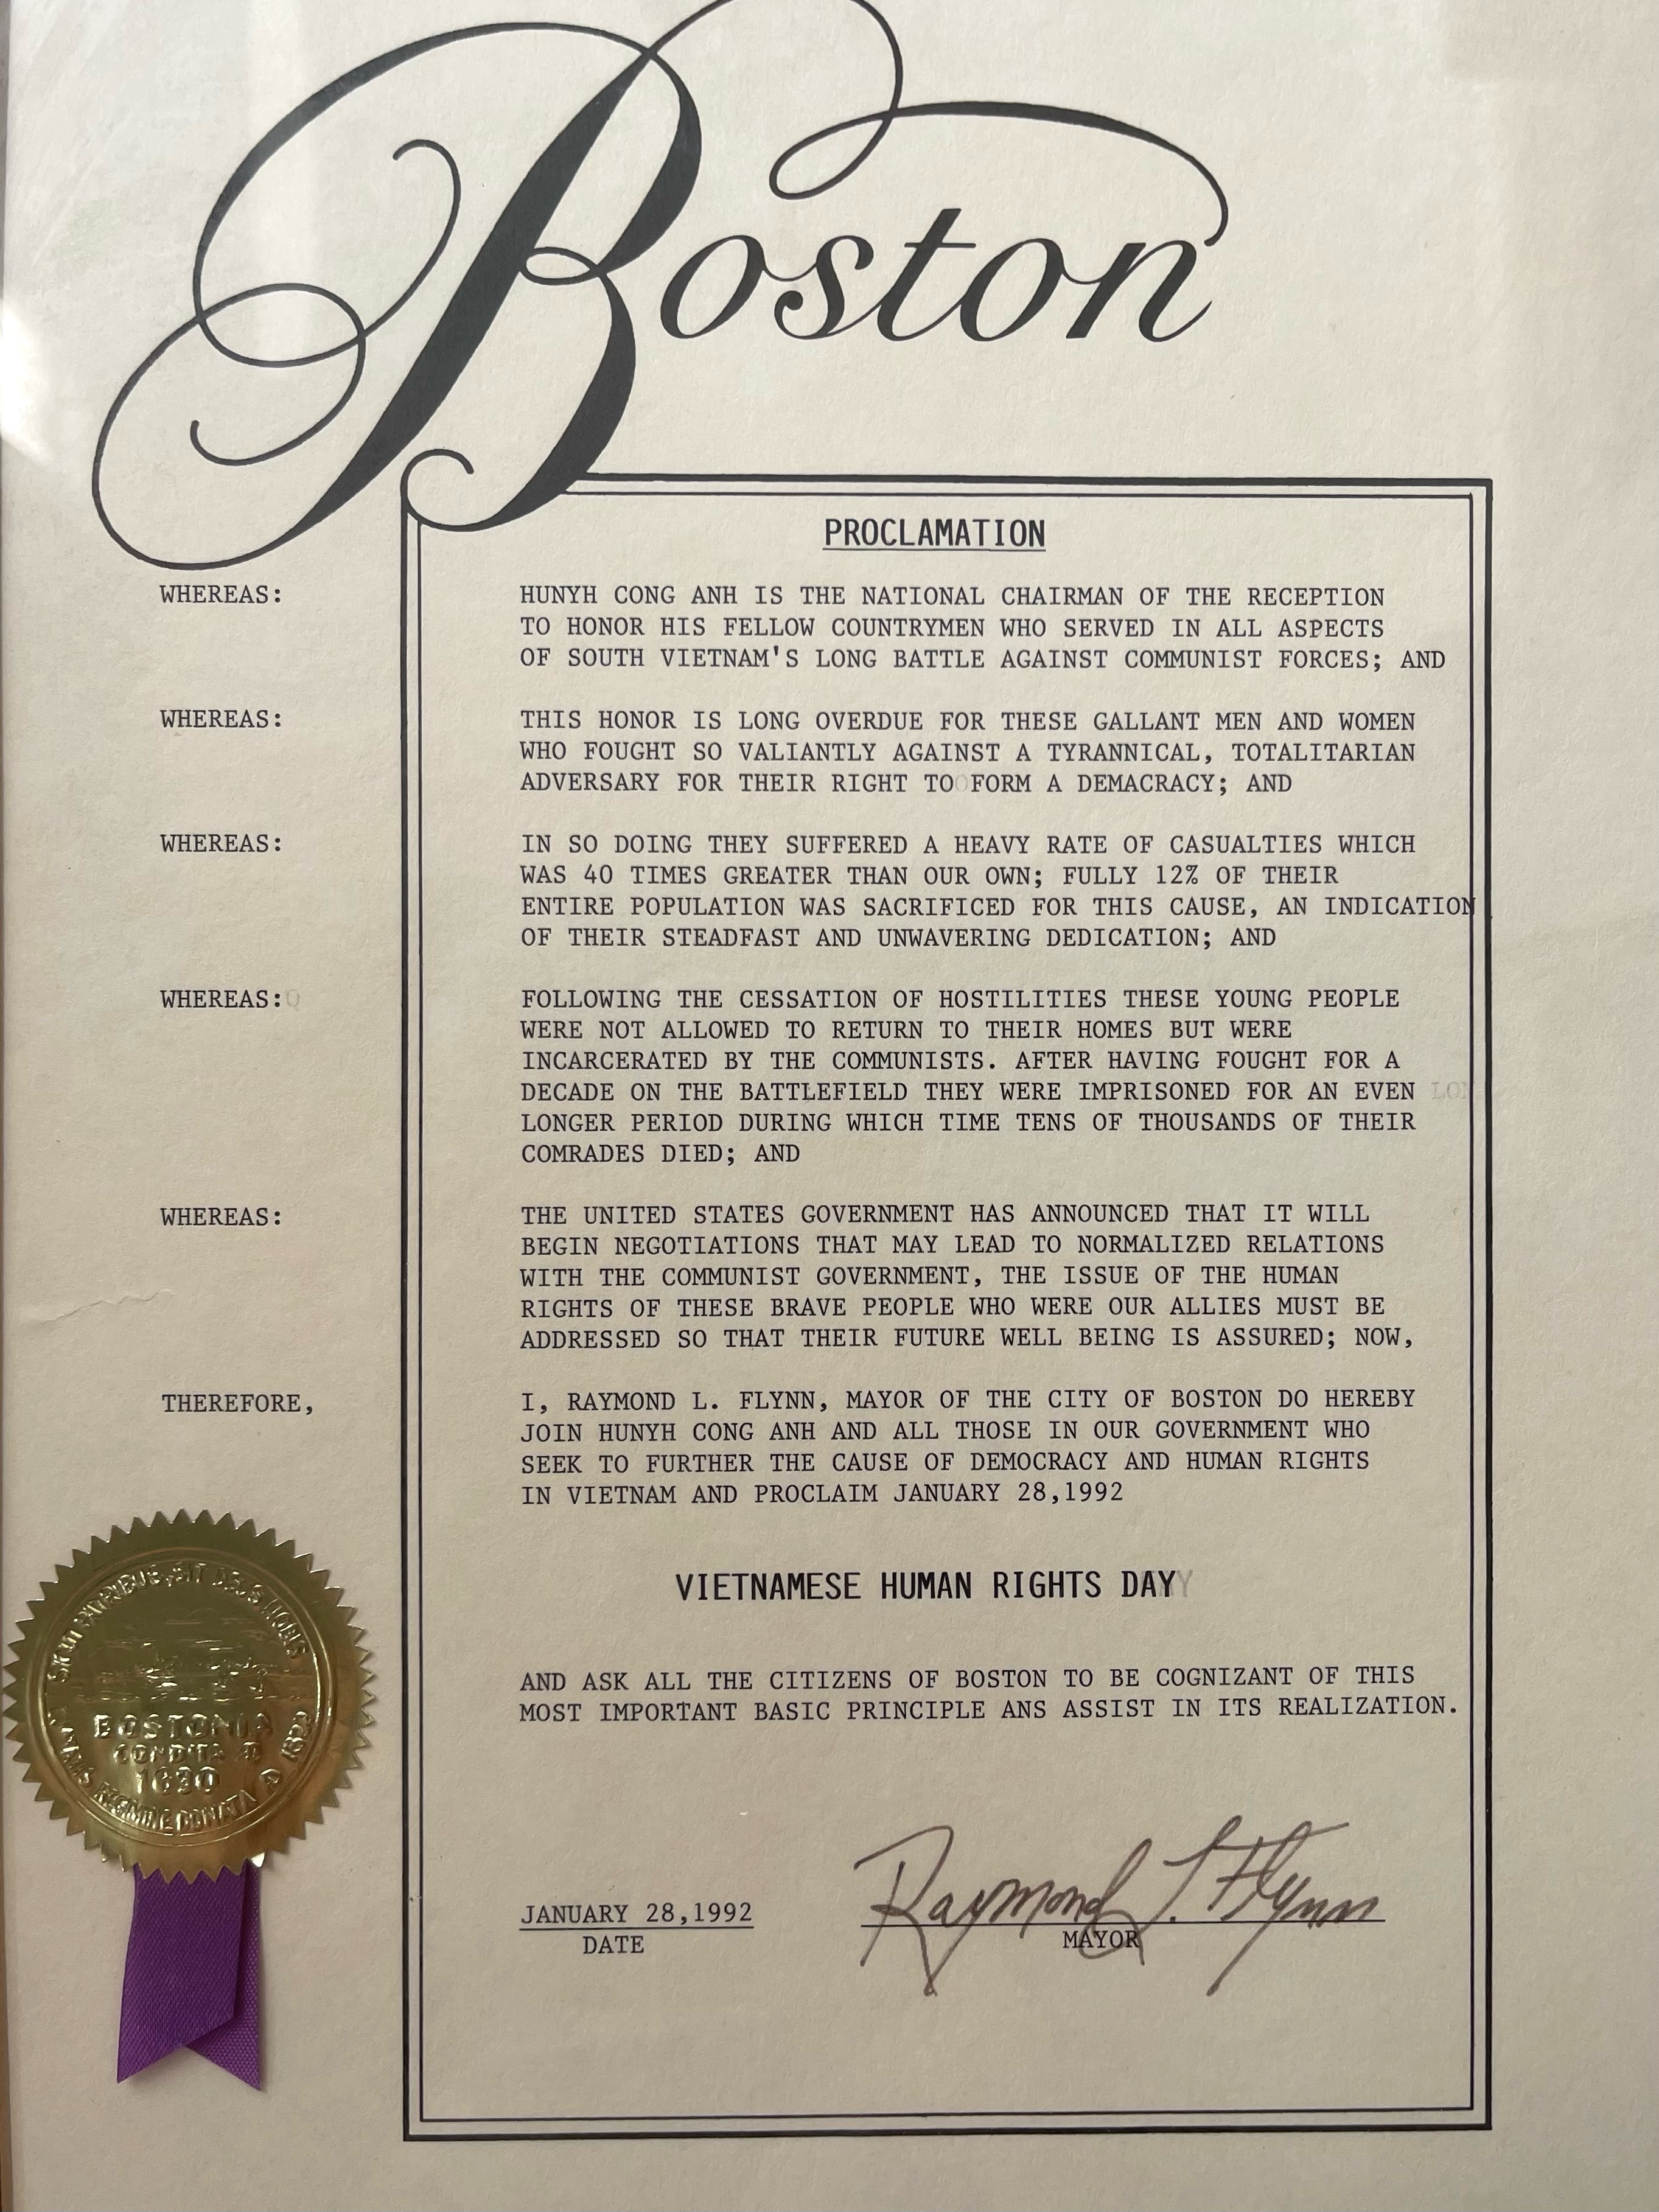 Boston
PROCLAMATION
WHEREAS: HUNYH CONG ANH IS THE NATIONAL CHAIRMAN OF THE RECEPTION
TO HONOR HIS FELLOW COUNTRYMEN WHO SERVED IN ALL ASPECTS
OF SOUTH VIETNAM'S LONG BATTLE AGAINST COMMUNIST FORCES; AND
WHEREAS: THIS HONOR IS LONG OVERDUE FOR THESE GALLANT MEN AND WOMEN
WHO FOUGHT SO VALIANTLY AGAINST A TYRANNICAL, TOTALITARIAN
ADVERSARY FOR THEIR RIGHT TO FORM A DEMACRACY; AND
WHEREAS: IN SO DOING THEY SUFFERED A HEAVY RATE OF CASUALTIES WHICH
WAS 40 TIMES GREATER THAN OUR OWN; FULLY 12% OF THEIR
ENTIRE POPULATION WAS SACRIFICED FOR THIS CAUSE, AN INDICATION
OF THEIR STEADFAST AND UNWAVERING DEDICATION; AND
WHEREAS: FOLLOWING THE CESSATION OF HOSTILITIES THESE YOUNG PEOPLE
WERE NOT ALLOWED TO RETURN TO THEIR HOMES BUT WERE
INCARCERATED BY THE COMMUNISTS. AFTER HAVING FOUGHT FOR A
DECADE ON THE BATTLEFIELD THEY WERE IMPRISONED FOR AN EVEN
LONGER PERIOD DURING WHICH TIME TENS OF THOUSANDS OF THEIR
COMRADES DIED; AND
WHEREAS: THE UNITED STATES GOVERNMENT HAS ANNOUNCED THAT IT WILL
BEGIN NEGOTIATIONS THAT MAY LEAD TO NORMALIZED RELATIONS
WITH THE COMMUNIST GOVERNMENT, THE ISSUE OF THE HUMAN
RIGHTS OF THESE BRAVE PEOPLE WHO WERE OUR ALLIES MUST BE
ADDRESSED SO THAT THEIR FUTURE WELL BEING IS ASSURED; NOW,
THEREFORE, I, RAYMOND L. FLYNN, MAYOR OF THE CITY OF BOSTON DO HEREBY
JOIN HUNYH CONG ANH AND ALL THOSE IN OUR GOVERNMENT WHO
SEEK TO FURTHER THE CAUSE OF DEMOCRACY AND HUMAN RIGHTS
IN VIETNAM AND PROCLAIM JANUARY 28,1992
VIETNAMESE HUMAN RIGHTS DAY
AND ASK ALL THE CITIZENS OF BOSTON TO BE COGNIZANT OF THIS
MOST IMPORTANT BASIC PRINCIPLE ANS ASSIST IN ITS REALIZATION.
BOSTONIA
CONDITA AD
1630
JANUARY 28,1992
DATE
Raymond L. Flynn
MAYOR